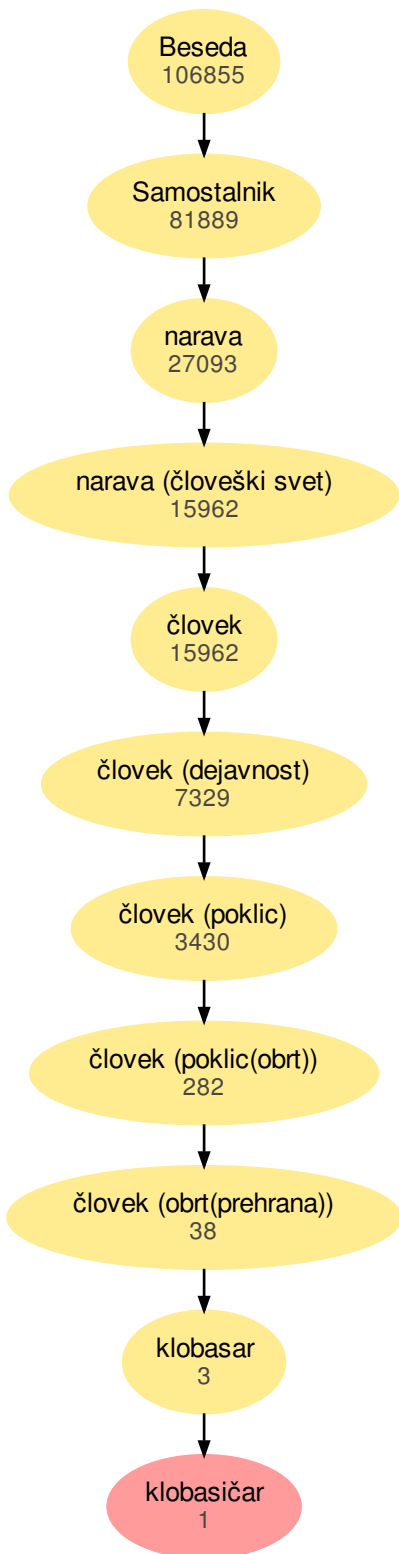 Beseda
106855
Samostalnik
81889
narava
27093
narava (človeški svet)
15962
človek
15962
človek (dejavnost)
7329
človek (poklic)
3430
človek (poklic(obrt))
282
človek (obrt(prehrana))
38
klobasar
3
klobasičar
1